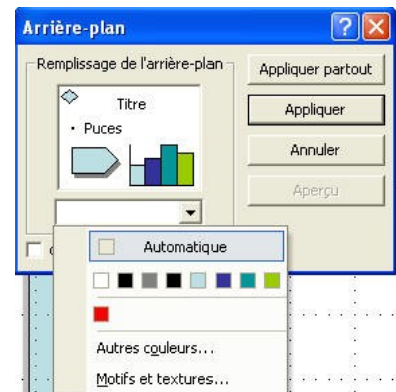 Arrière-plan
Remplissage de l'arrière-plan
Titre
• Puces
Appliquer partout
Appliquer
Annuler
Aperçu
Automatique
Autres couleurs...
Motifs et textures...